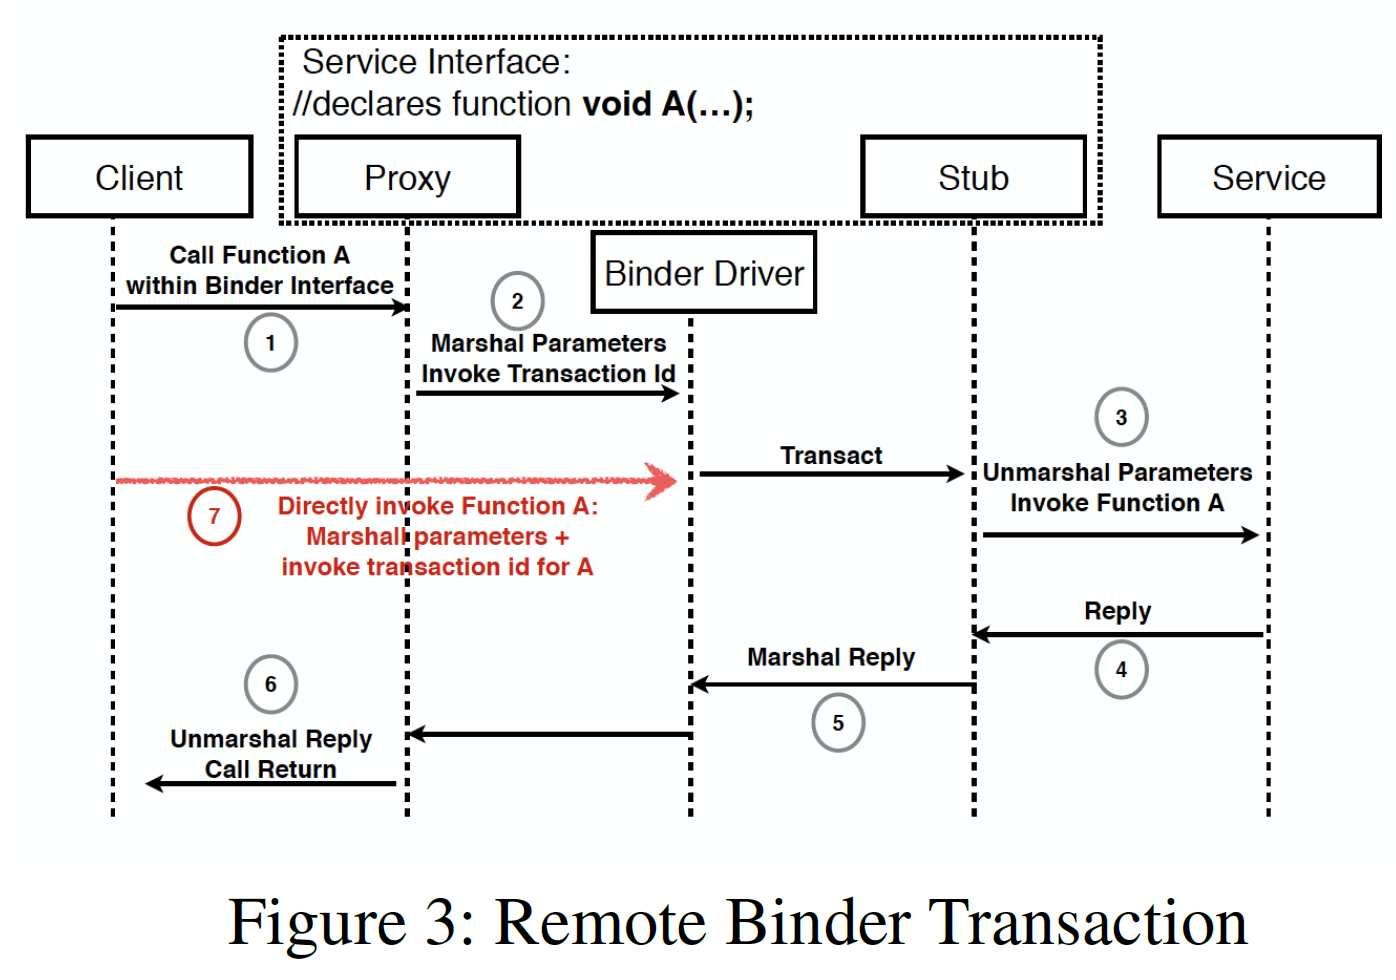 Service Interface:
//declares function void A(...);
Client
Proxy
Stub
Service
Binder Driver
Call Function A
within Binder Interface
1
2
Marshal Parameters
Invoke Transaction Id
3
Transact
Unmarshal Parameters
Invoke Function A
7
Directly invoke Function A:
Marshall parameters +
invoke transaction id for A
Reply
4
Marshal Reply
5
6
Unmarshal Reply
Call Return
Figure 3: Remote Binder Transaction